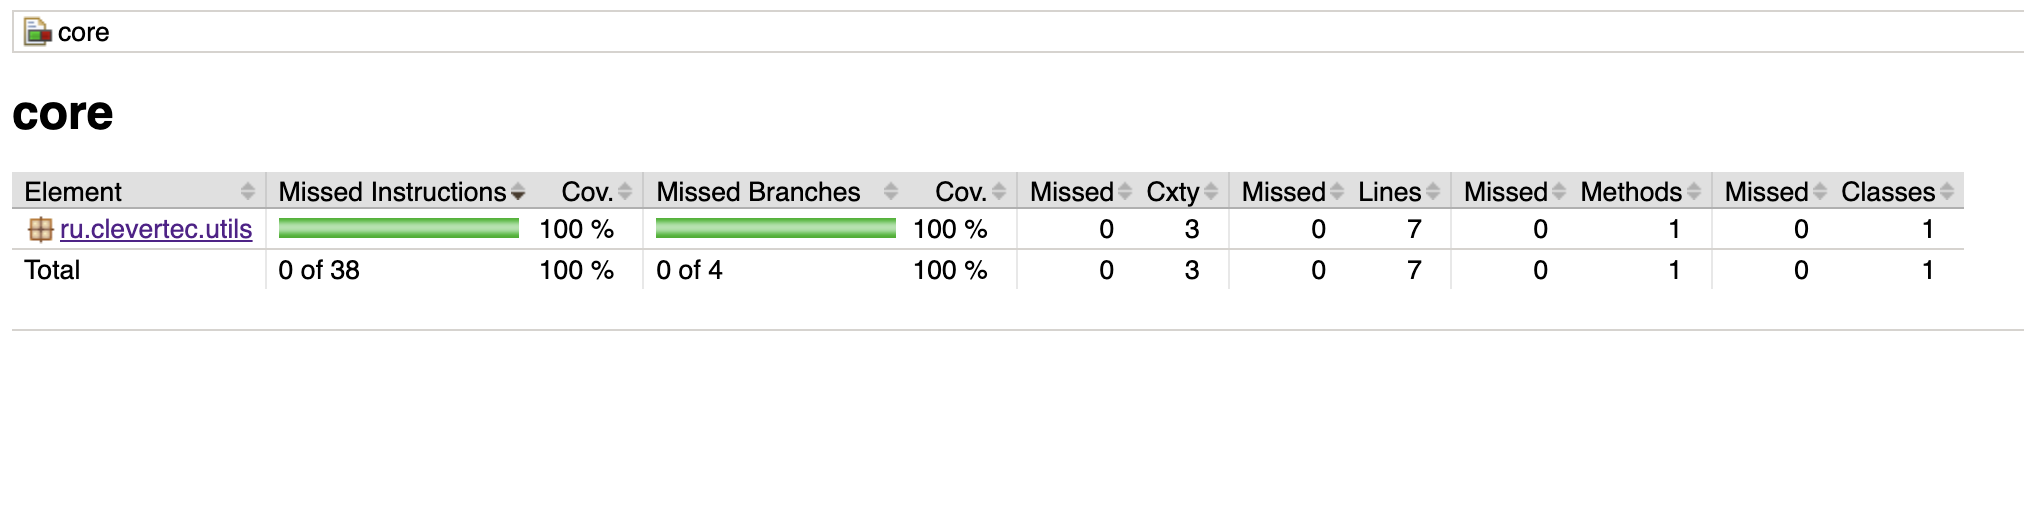 core
core
Element Missed Instructions Cov. Missed Branches Cov. Missed Cxty Missed Lines Missed Methods Missed Classes
ru.clevertec.utils 100 % 100 % 0 3 0 7 0 1 0 1
Total 0 of 38 100 % 0 of 4 100 % 0 3 0 7 0 1 0 1